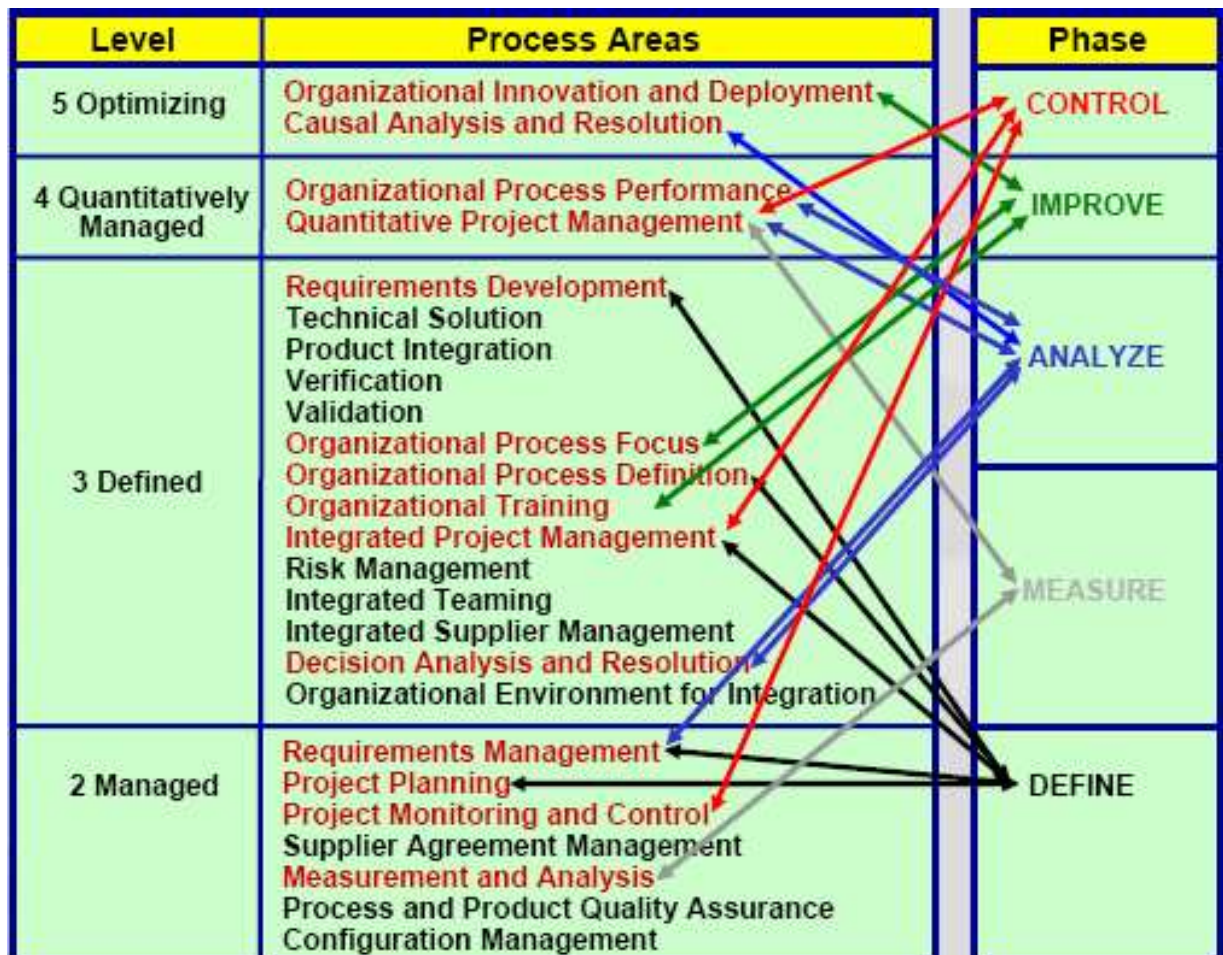 Level
Process Areas
Phase
5 Optimizing
Organizational Innovation and Deployment
Causal Analysis and Resolution
CONTROL
4 Quantitatively
Managed
Organizational Process Performance
Quantitative Project Management
IMPROVE
3 Defined
Requirements Development
Technical Solution
Product Integration
Verification
Validation
Organizational Process Focus
Organizational Process Definition
Organizational Training
Integrated Project Management
Risk Management
Integrated Teaming
Integrated Supplier Management
Decision Analysis and Resolution
Organizational Environment for Integration
ANALYZE
MEASURE
2 Managed
Requirements Management
Project Planning
Project Monitoring and Control
Supplier Agreement Management
Measurement and Analysis
Process and Product Quality Assurance
Configuration Management
DEFINE